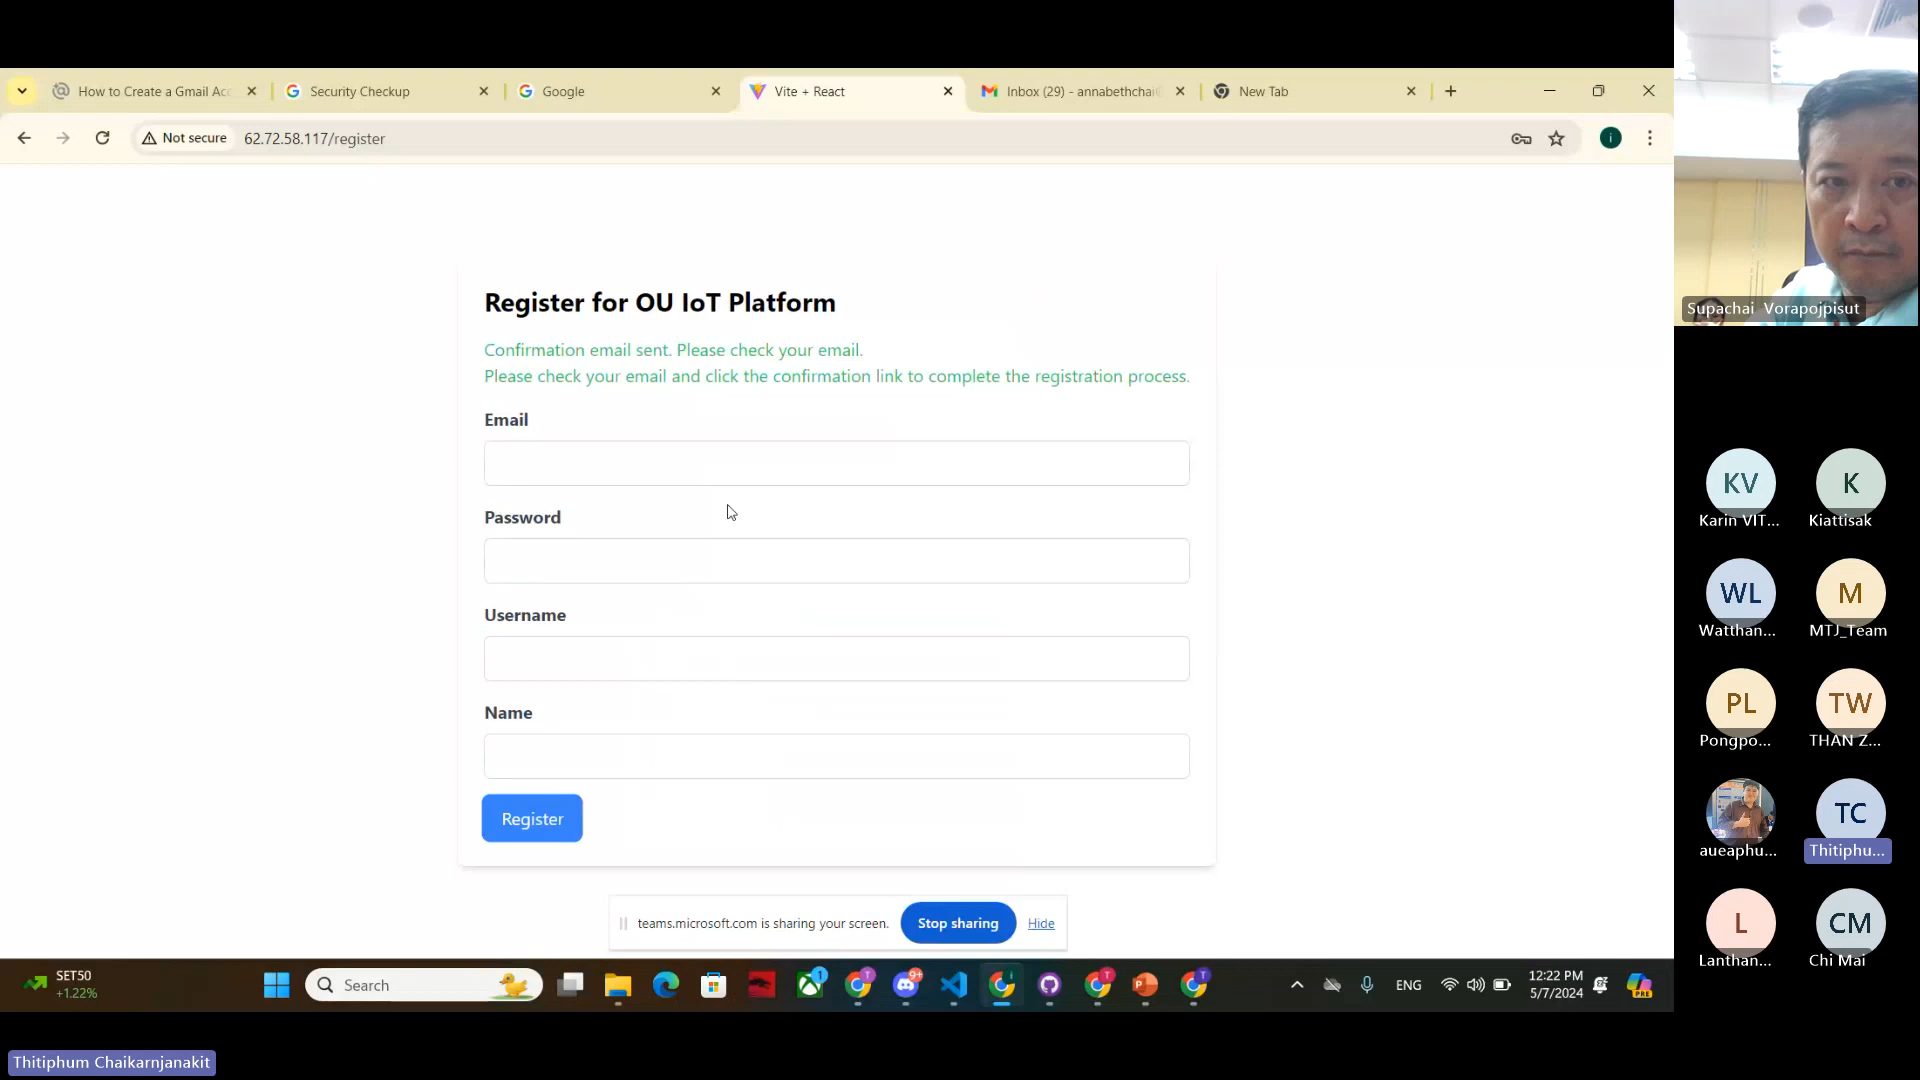 How to Create a Gmail Acc
Security Checkup
Google
Vite + React
Inbox (29) - annabethchai
New Tab
Not secure
62.72.58.117/register
i
Register for OU IoT Platform
Confirmation email sent. Please check your email.
Please check your email and click the confirmation link to complete the registration process.
Email
Password
Username
Name
Register
teams.microsoft.com is sharing your screen.
Stop sharing
Hide
SET50
+1.22%
Search
1
T
9+
T
T
ENG
12:22 PM
5/7/2024
PRE
Supachai Vorapojpisut
KV
Karin VIT...
K
Kiattisak
WL
Watthan...
M
MTJ_Team
PL
Pongpo...
TW
THAN Z...
aueaphu...
TC
Thitiphu...
L
Lanthan...
CM
Chi Mai
Thitiphum Chaikarnjanakit